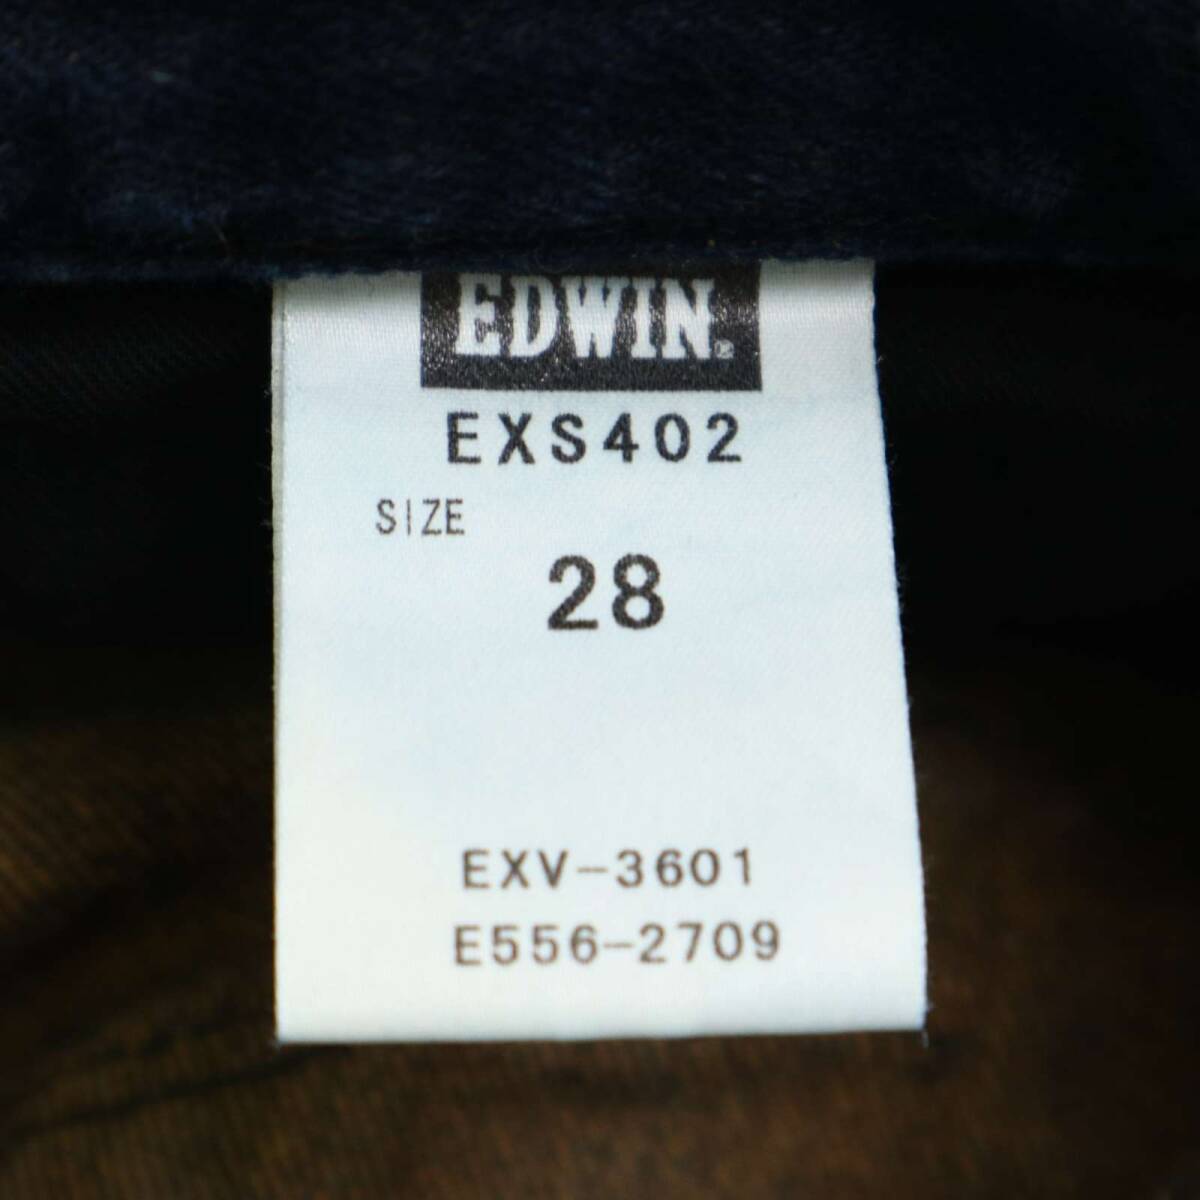 EDWIN®
EXS402
SIZE
28
EXV-3601
E556-2709